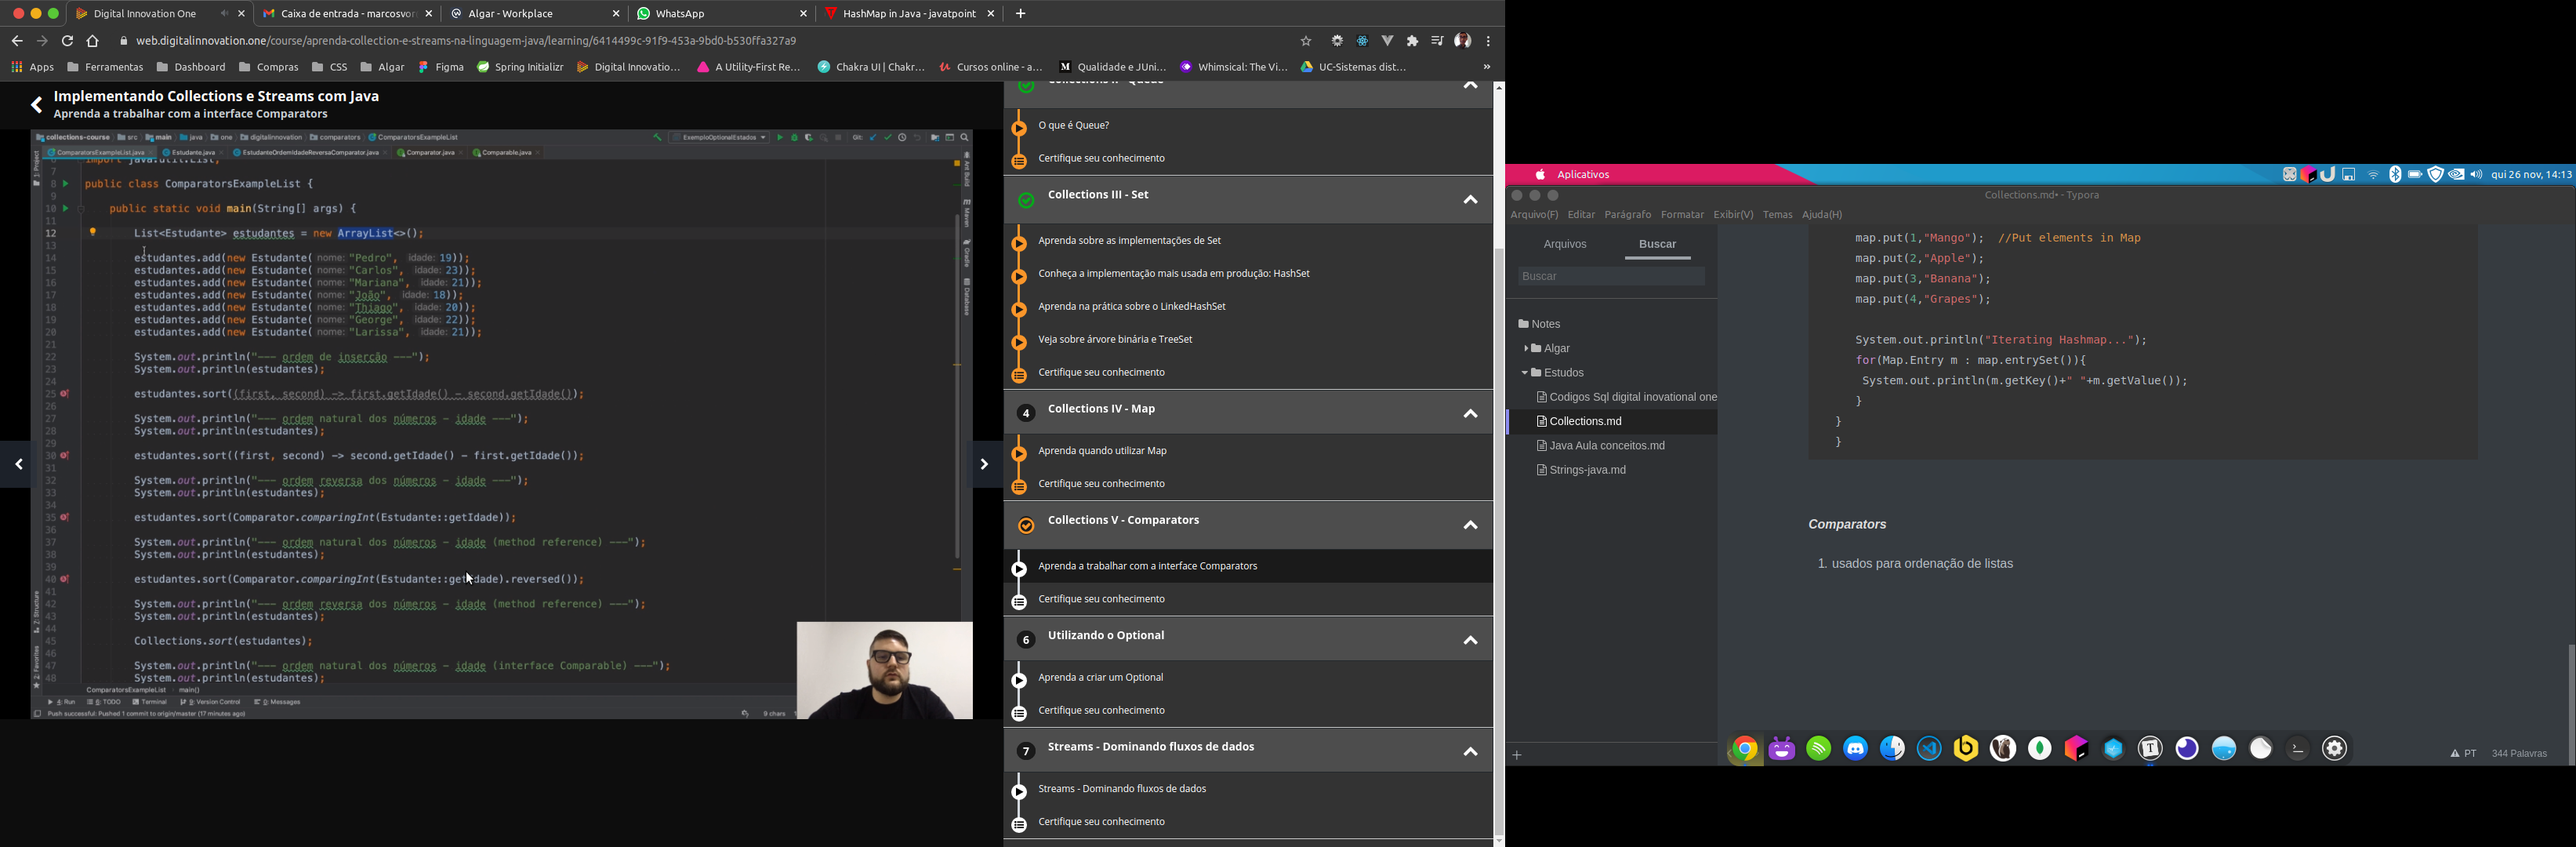 Digital Innovation One
Caixa de entrada - marcosvor
Algar - Workplace
WhatsApp
HashMap in Java - javatpoint
web.digitalinnovation.one/course/aprenda-collection-e-streams-na-linguagem-java/learning/6414499c-91f9-453a-9bd0-b530ffa327a9
Apps
Ferramentas
Dashboard
Compras
CSS
Algar
Figma
Spring Initializr
Digital Innovatio...
A Utility-First Re...
Chakra UI | Chakr...
Cursos online - a...
Qualidade e JUni...
Whimsical: The Vi...
UC-Sistemas dist...
»
Implementando Collections e Streams com Java
Aprenda a trabalhar com a interface Comparators
collections-course src main java one digitalinnovation comparators ComparatorsExampleList
ExemploOptionalEstados
Git:
ComparatorsExampleList.java Estudante.java EstudanteOrdemIdadeReversaComparator.java Comparator.java Comparable.java
import java.util.List;
7
8 public class ComparatorsExampleList {
9
10 public static void main(String[] args) {
11
12 List<Estudante> estudantes = new ArrayList<>();
13
14 estudantes.add(new Estudante( nome: "Pedro", idade: 19));
15 estudantes.add(new Estudante( nome: "Carlos", idade: 23));
16 estudantes.add(new Estudante( nome: "Mariana", idade: 21));
17 estudantes.add(new Estudante( nome: "João", idade: 18));
18 estudantes.add(new Estudante( nome: "Thiago", idade: 20));
19 estudantes.add(new Estudante( nome: "George", idade: 22));
20 estudantes.add(new Estudante( nome: "Larissa", idade: 21));
21
22 System.out.println("--- ordem de inserção ---");
23 System.out.println(estudantes);
24
25 estudantes.sort((first, second) -> first.getIdade() - second.getIdade());
26
27 System.out.println("--- ordem natural dos números - idade ---");
28 System.out.println(estudantes);
29
30 estudantes.sort((first, second) -> second.getIdade() - first.getIdade());
31
32 System.out.println("--- ordem reversa dos números - idade ---");
33 System.out.println(estudantes);
34
35 estudantes.sort(Comparator.comparingInt(Estudante::getIdade));
36
37 System.out.println("--- ordem natural dos números - idade (method reference) ---");
38 System.out.println(estudantes);
39
40 estudantes.sort(Comparator.comparingInt(Estudante::getIdade).reversed());
41
42 System.out.println("--- ordem reversa dos números - idade (method reference) ---");
43 System.out.println(estudantes);
44
45 Collections.sort(estudantes);
46
47 System.out.println("--- ordem natural dos números - idade (interface Comparable) ---");
48 System.out.println(estudantes);
1: Project
Z: Structure
2: Favorites
Ant Build
Maven
Gradle
Database
ComparatorsExampleList main()
4: Run 6: TODO Terminal 9: Version Control 0: Messages
Push successful: Pushed 1 commit to origin/master (17 minutes ago)
9 chars
Collections II - Queue
O que é Queue?
Certifique seu conhecimento
Collections III - Set
Aprenda sobre as implementações de Set
Conheça a implementação mais usada em produção: HashSet
Aprenda na prática sobre o LinkedHashSet
Veja sobre árvore binária e TreeSet
Certifique seu conhecimento
4 Collections IV - Map
Aprenda quando utilizar Map
Certifique seu conhecimento
Collections V - Comparators
Aprenda a trabalhar com a interface Comparators
Certifique seu conhecimento
6 Utilizando o Optional
Aprenda a criar um Optional
Certifique seu conhecimento
7 Streams - Dominando fluxos de dados
Streams - Dominando fluxos de dados
Certifique seu conhecimento
Aplicativos
qui 26 nov, 14:13
Collections.md• - Typora
Arquivo(F) Editar Parágrafo Formatar Exibir(V) Temas Ajuda(H)
Arquivos Buscar
Buscar
Notes
Algar
Estudos
Codigos Sql digital inovational one
Collections.md
Java Aula conceitos.md
Strings-java.md
map.put(1,"Mango"); //Put elements in Map
map.put(2,"Apple");
map.put(3,"Banana");
map.put(4,"Grapes");
System.out.println("Iterating Hashmap...");
for(Map.Entry m : map.entrySet()){
System.out.println(m.getKey()+" "+m.getValue());
}
}
}
Comparators
1. usados para ordenação de listas
PT 344 Palavras